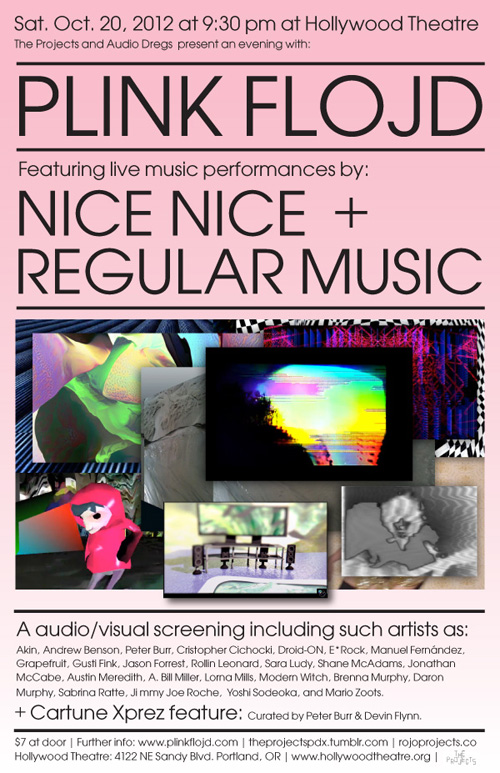 Sat. Oct. 20, 2012 at 9:30 pm at Hollywood Theatre
The Projects and Audio Dregs present an evening with:
PLINK FLOJD
Featuring live music performances by:
NICE NICE +
REGULAR MUSIC
A audio/visual screening including such artists as:
Akin, Andrew Benson, Peter Burr, Cristopher Cichocki, Droid-ON, E*Rock, Manuel Fernández,
Grapefruit, Gusti Fink, Jason Forrest, Rollin Leonard, Sara Ludy, Shane McAdams, Jonathan
McCabe, Austin Meredith, A. Bill Miller, Lorna Mills, Modern Witch, Brenna Murphy, Daron
Murphy, Sabrina Ratte, Ji mmy Joe Roche, Yoshi Sodeoka, and Mario Zoots.
+ Cartune Xprez feature: Curated by Peter Burr & Devin Flynn.
$7 at door | Further info: www.plinkflojd.com | theprojectspdx.tumblr.com | rojoprojects.co
Hollywood Theatre: 4122 NE Sandy Blvd. Portland, OR | www.hollywoodtheatre.org |
THE
PROJECTS